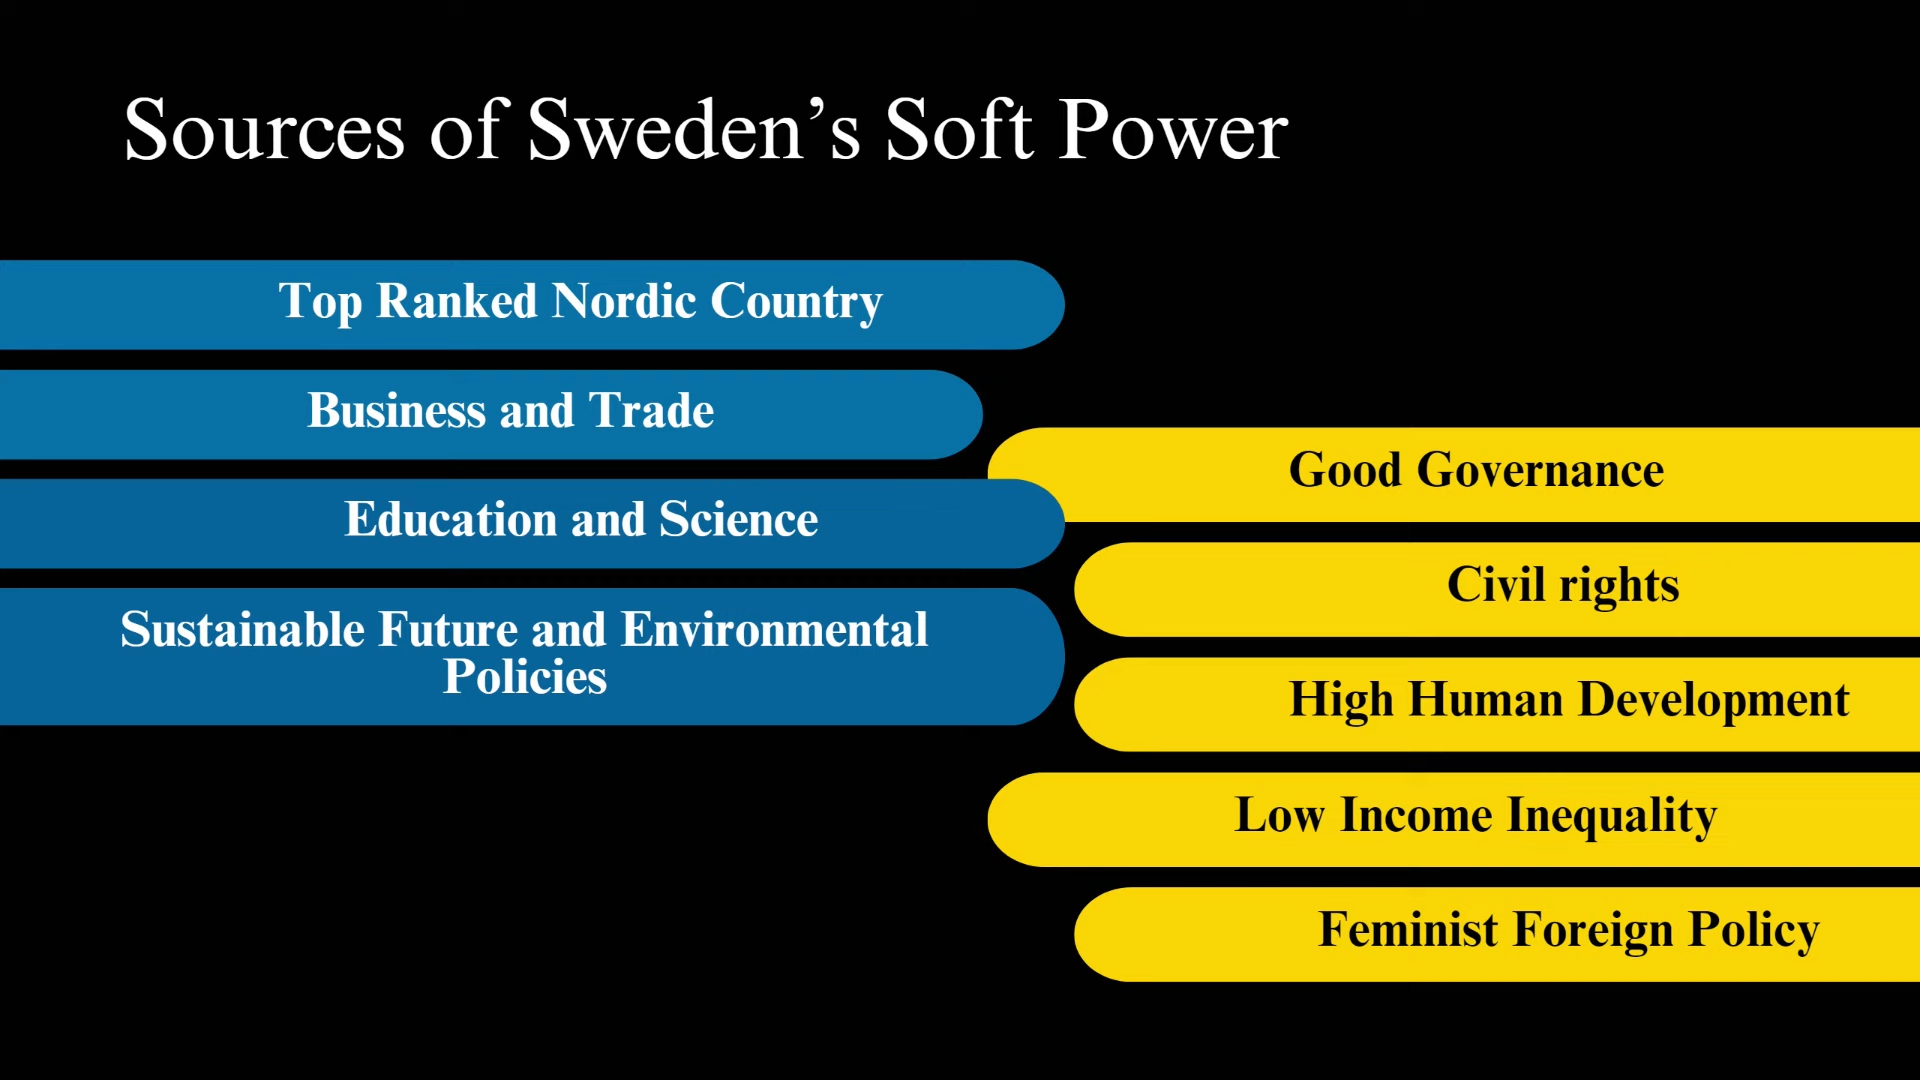 Sources of Sweden’s Soft Power
Top Ranked Nordic Country
Business and Trade
Education and Science
Sustainable Future and Environmental
Policies
Good Governance
Civil rights
High Human Development
Low Income Inequality
Feminist Foreign Policy